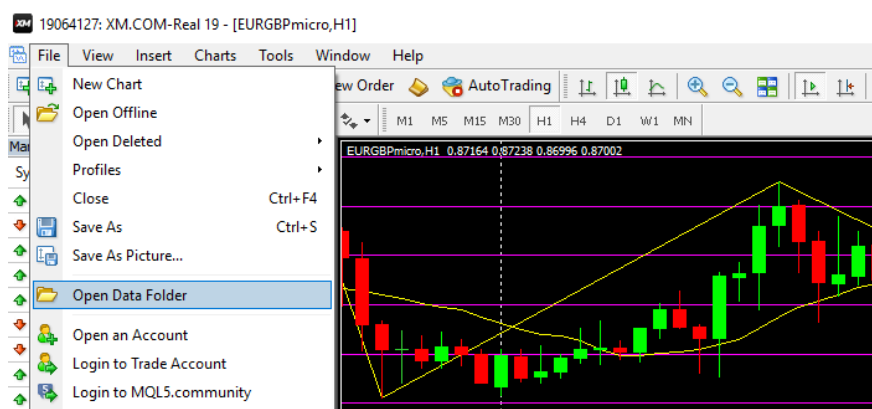 XM 19064127: XM.COM-Real 19 - [EURGBPmicro,H1]
File View Insert Charts Tools Window Help
New Chart
ew Order AutoTrading
Open Offline
M1 M5 M15 M30 H1 H4 D1 W1 MN
Open Deleted
Mar
EURGBPmicro,H1 0.87164 0.87238 0.86996 0.87002
Profiles
Sy
Close Ctrl+F4
Save As Ctrl+S
Save As Picture...
Open Data Folder
Open an Account
Login to Trade Account
Login to MQL5.community